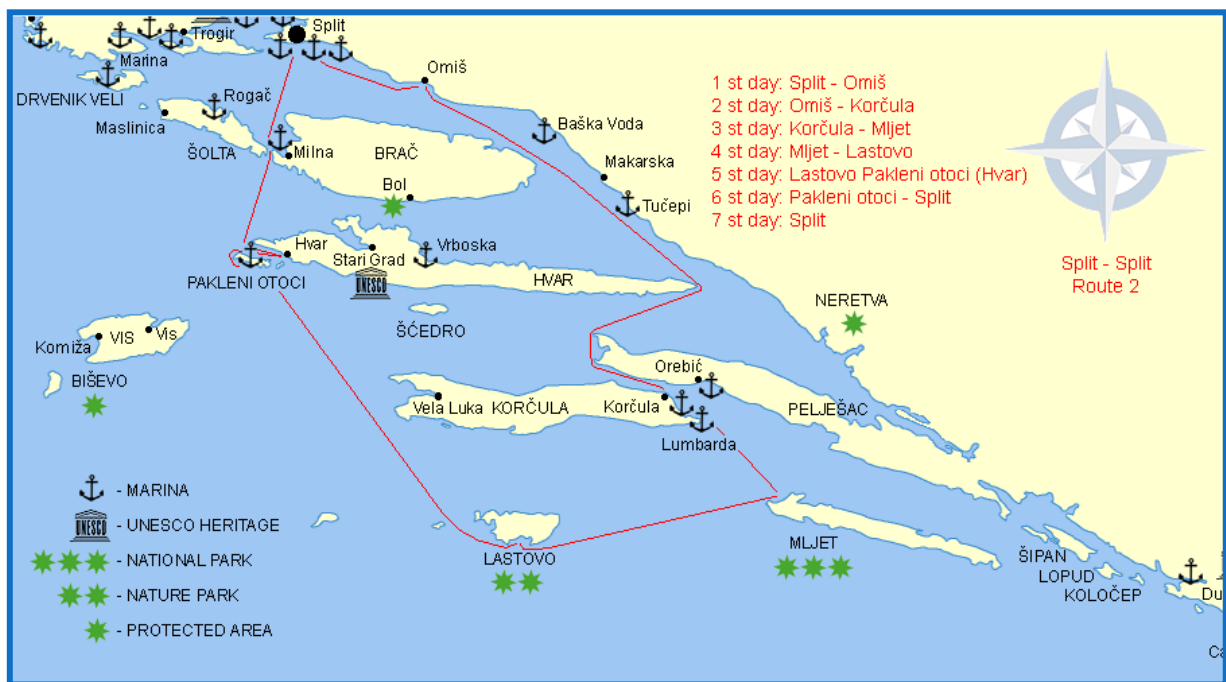 Split
Trogir
Marina
Omiš
DRVENIK VELI
Rogač
Maslinica
ŠOLTA
Milna
BRAČ
Bol
Baška Voda
Makarska
Tučepi
1 st day: Split - Omiš
2 st day: Omiš - Korčula
3 st day: Korčula - Mljet
4 st day: Mljet - Lastovo
5 st day: Lastovo Pakleni otoci (Hvar)
6 st day: Pakleni otoci - Split
7 st day: Split
Split - Split
Route 2
Hvar
Stari Grad
Vrboska
PAKLENI OTOCI
UNESCO
HVAR
NERETVA
ŠĆEDRO
VIS
Vis
Komiža
BIŠEVO
Orebić
Vela Luka
KORČULA
Korčula
PELJEŠAC
Lumbarda
LASTOVO
MLJET
ŠIPAN
LOPUD
KOLOČEP
Du
Ca
- MARINA
UNESCO
- UNESCO HERITAGE
- NATIONAL PARK
- NATURE PARK
- PROTECTED AREA